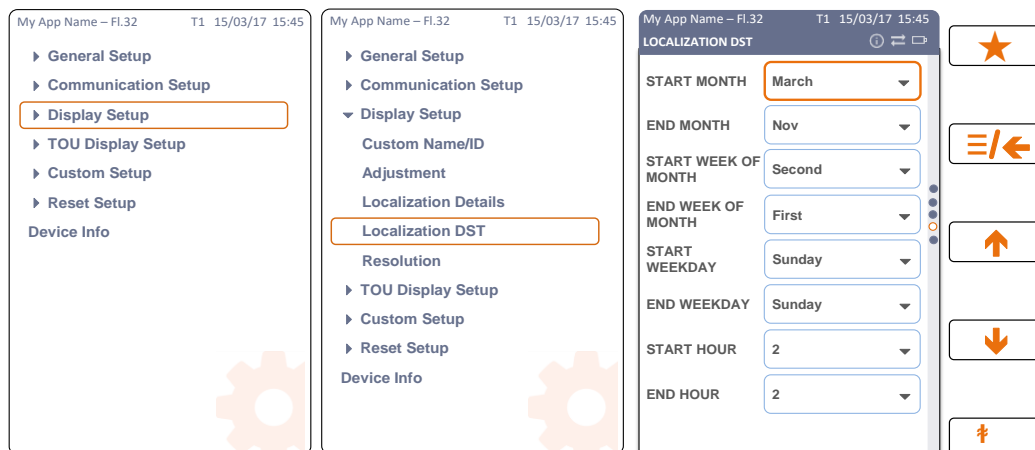 My App Name – Fl.32 T1 15/03/17 15:45
General Setup
Communication Setup
Display Setup
TOU Display Setup
Custom Setup
Reset Setup
Device Info
My App Name – Fl.32 T1 15/03/17 15:45
General Setup
Communication Setup
Display Setup
Custom Name/ID
Adjustment
Localization Details
Localization DST
Resolution
TOU Display Setup
Custom Setup
Reset Setup
Device Info
My App Name – Fl.32 T1 15/03/17 15:45
LOCALIZATION DST
START MONTH March
END MONTH Nov
START WEEK OF
MONTH Second
END WEEK OF
MONTH First
START
WEEKDAY Sunday
END WEEKDAY Sunday
START HOUR 2
END HOUR 2